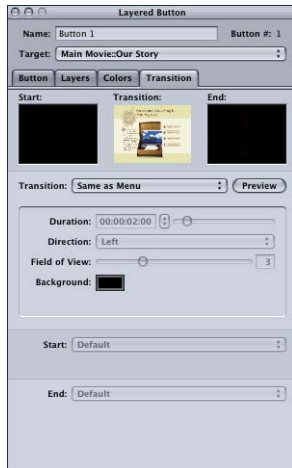 Layered Button
Name: Button 1 Button #: 1
Target: Main Movie::Our Story
Button Layers Colors Transition
Start: Transition: End:
Transition: Same as Menu Preview
Duration: 00:00:02:00
Direction: Left
Field of View: 3
Background:
Start: Default
End: Default